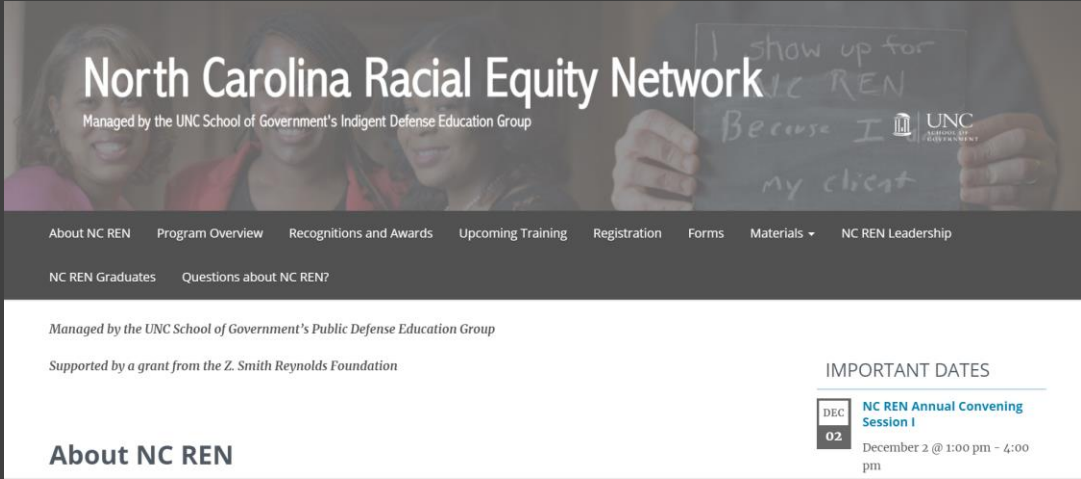 North Carolina Racial Equity Network
Managed by the UNC School of Government's Indigent Defense Education Group
I show up for
NC REN
Because I
my client
UNC
SCHOOL OF
GOVERNMENT
About NC REN Program Overview Recognitions and Awards Upcoming Training Registration Forms Materials NC REN Leadership
NC REN Graduates Questions about NC REN?
Managed by the UNC School of Government's Public Defense Education Group
Supported by a grant from the Z. Smith Reynolds Foundation
About NC REN
IMPORTANT DATES
DEC
02
NC REN Annual Convening
Session I
December 2 @ 1:00 pm - 4:00
pm